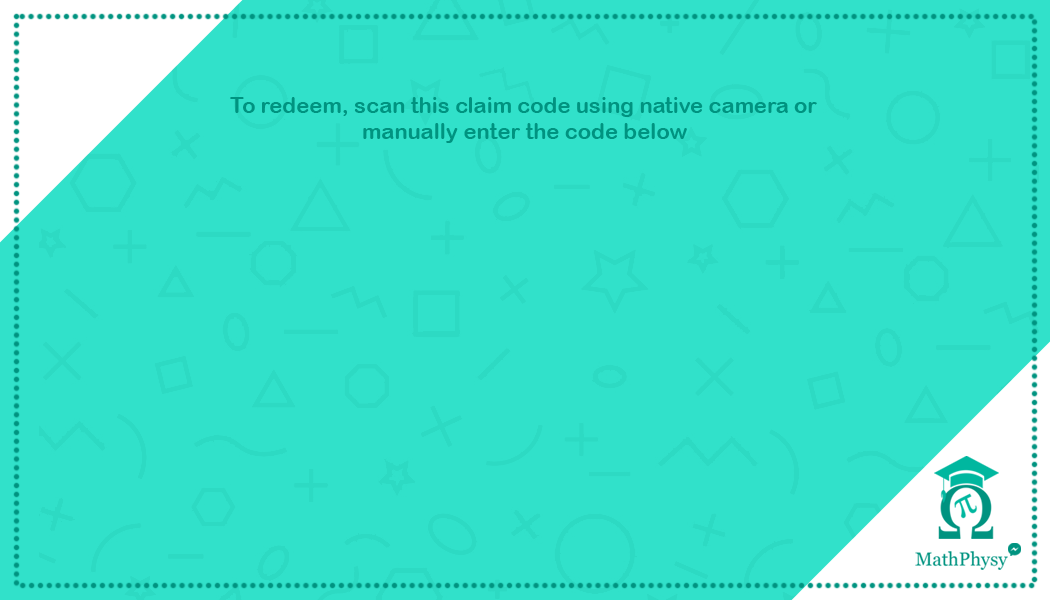 To redeem, scan this claim code using native camera or
manually enter the code below
π
Ω
MathPhysy